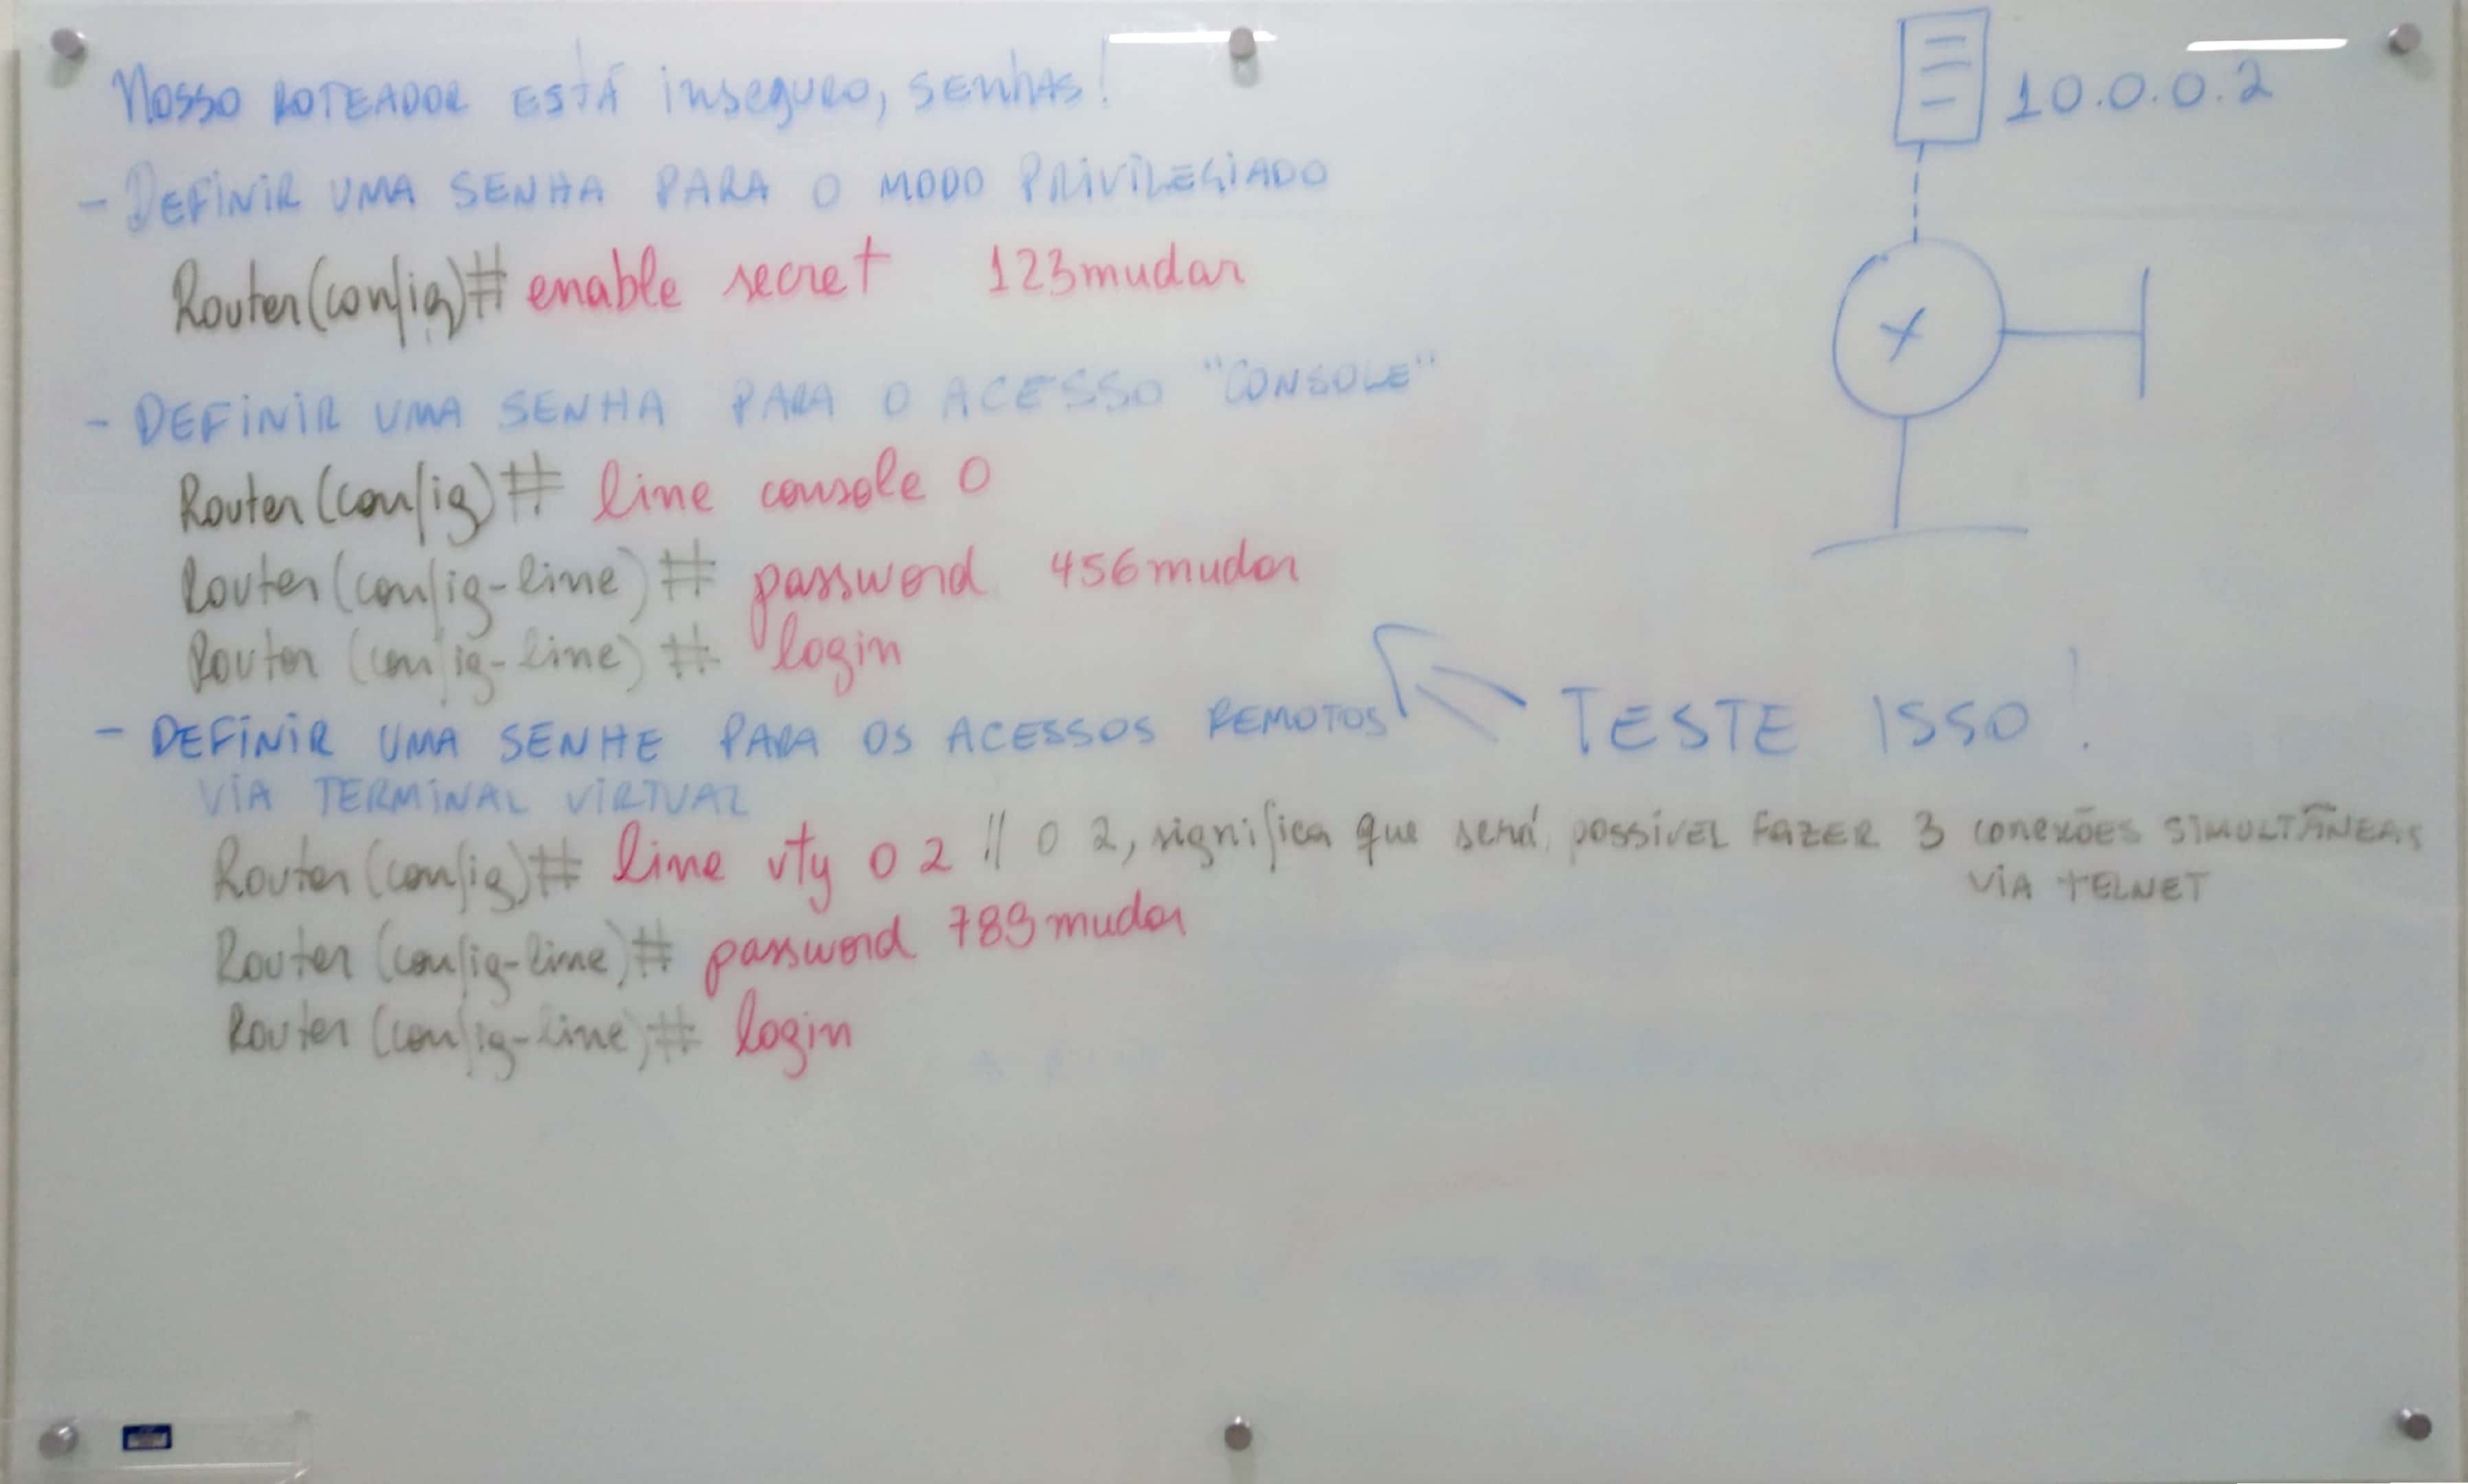 Nosso ROTEADOR ESTÁ inseguro, SENHAS!
- DEFINIR UMA SENHA PARA O MODO PRIVILEGIADO
Router(config)# enable secret 123mudar
- DEFINIR UMA SENHA PARA O ACESSO "CONSOLE"
Router(config)# line console 0
Router(config-line)# password 456mudar
Router(config-line)# login
- DEFINIR UMA SENHE PARA OS ACESSOS REMOTOS
VIA TERMINAL VIRTUAL
Router(config)# line vty 0 2 // 0 2, significa que será possível FAZER 3 conexões SIMULTÂNEAS
VIA TELNET
Router(config-line)# password 789mudar
Router(config-line)# login
10.0.0.2
TESTE ISSO!